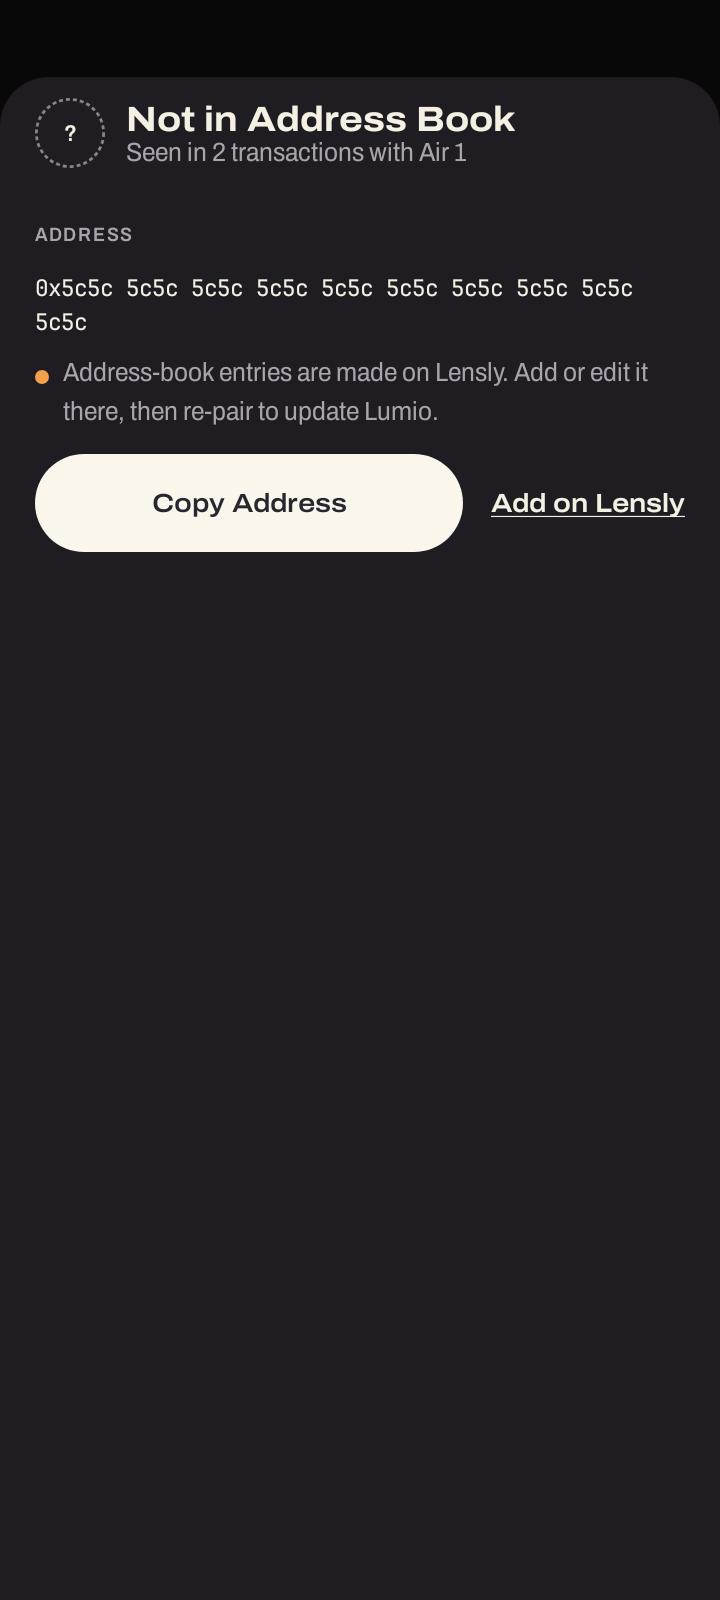 ?
Not in Address Book
Seen in 2 transactions with Air 1
ADDRESS
0x5c5c 5c5c 5c5c 5c5c 5c5c 5c5c 5c5c 5c5c 5c5c
5c5c
Address-book entries are made on Lensly. Add or edit it
there, then re-pair to update Lumio.
Copy Address
Add on Lensly